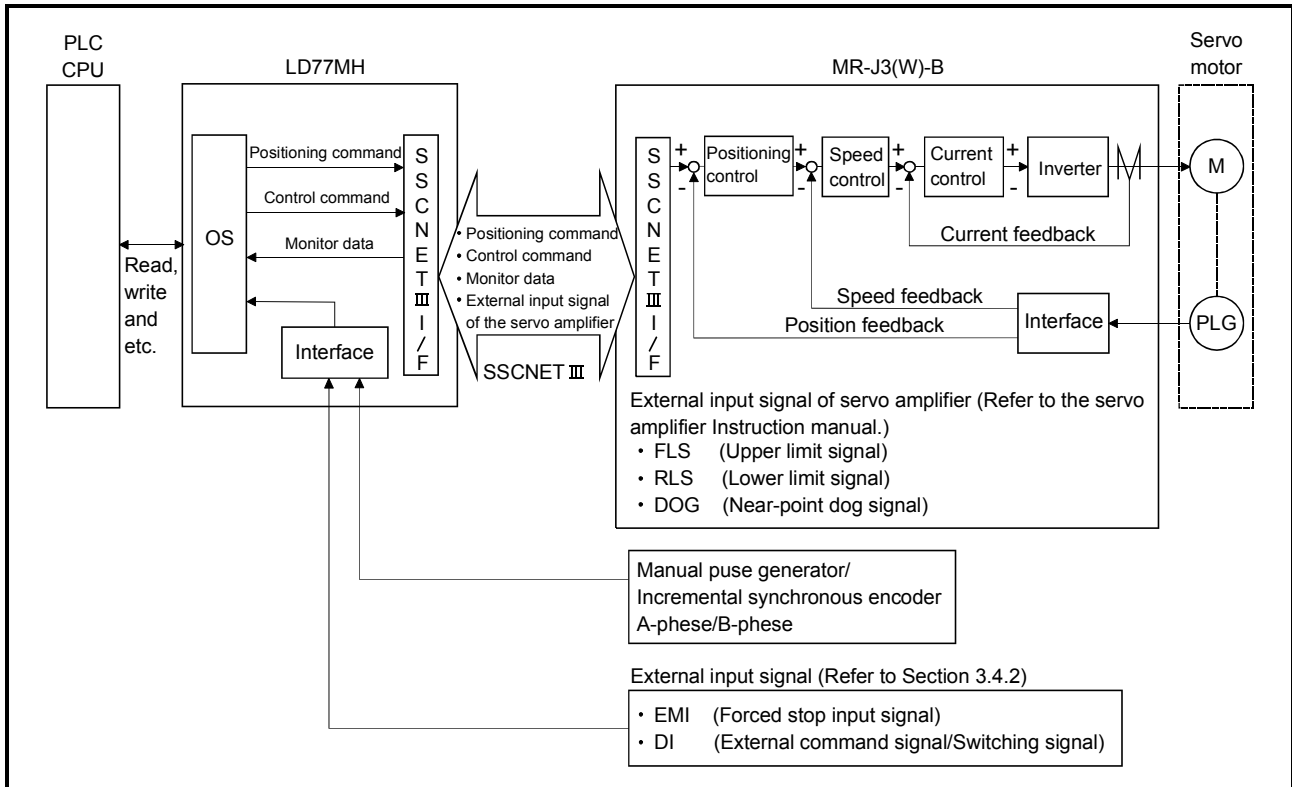 PLC
CPU
LD77MH
MR-J3(W)-B
Servo
motor
OS
Positioning command
Control command
Monitor data
Interface
SSCNETⅢ I/F
Read,
write
and
etc.
• Positioning command
• Control command
• Monitor data
• External input signal
of the servo amplifier
SSCNETⅢ
SSCNETⅢ I/F
+
-
Positioning
control
+
-
Speed
control
+
-
Current
control
+
-
Inverter
M
Current feedback
Speed feedback
Position feedback
Interface
PLG
External input signal of servo amplifier (Refer to the servo
amplifier Instruction manual.)
・ FLS (Upper limit signal)
・ RLS (Lower limit signal)
・ DOG (Near-point dog signal)
Manual puse generator/
Incremental synchronous encoder
A-phese/B-phese
External input signal (Refer to Section 3.4.2)
・ EMI (Forced stop input signal)
・ DI (External command signal/Switching signal)